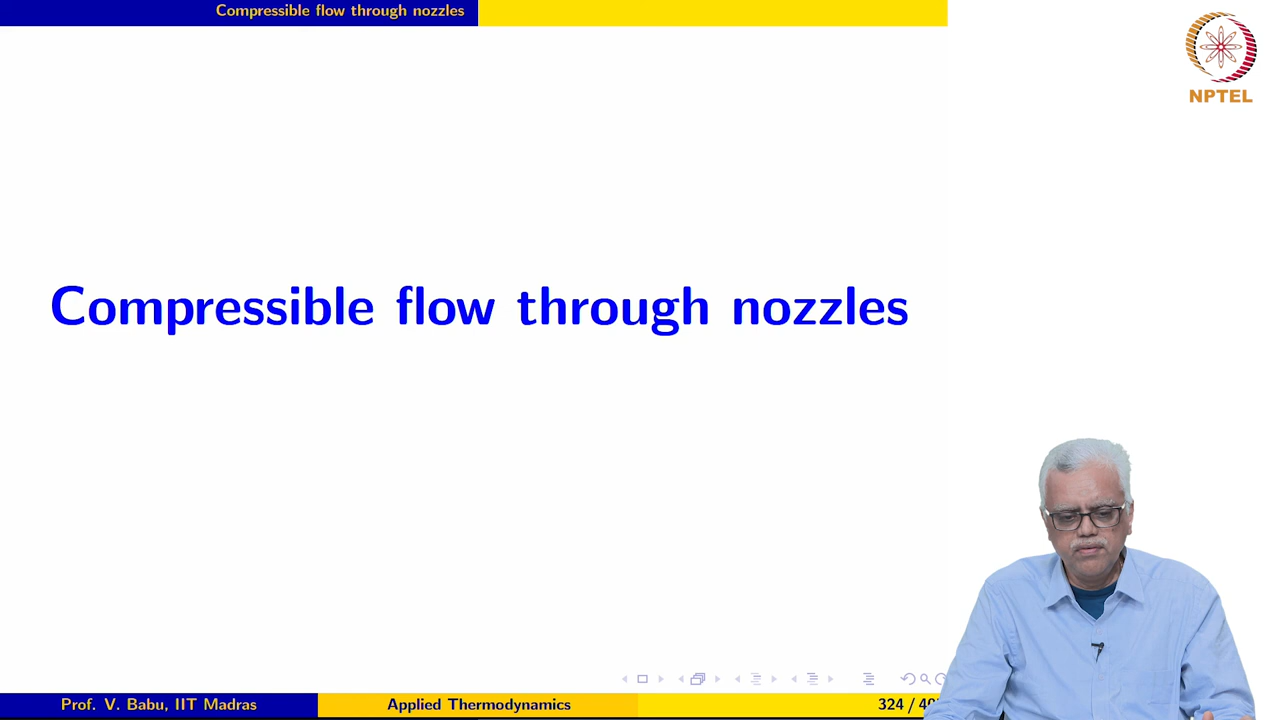 Compressible flow through nozzles
NPTEL
Compressible flow through nozzles
Prof. V. Babu, IIT Madras
Applied Thermodynamics
324 /